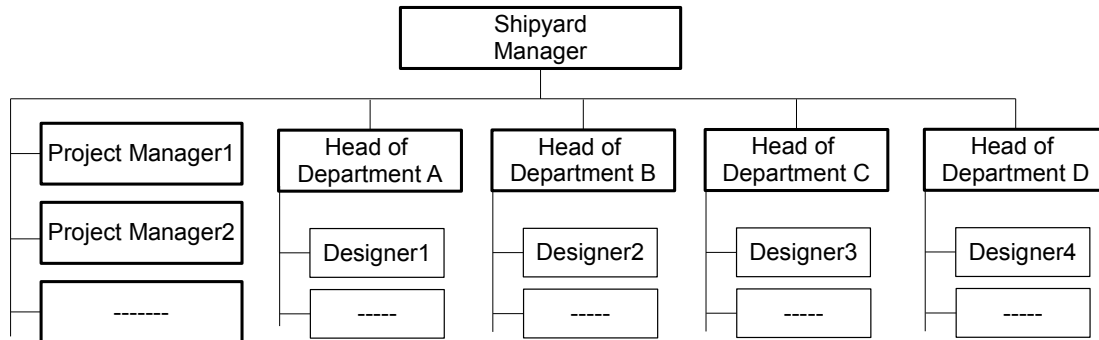 Shipyard
Manager
Project Manager1
Head of
Department A
Head of
Department B
Head of
Department C
Head of
Department D
Project Manager2
Designer1
Designer2
Designer3
Designer4
-------
-----
-----
-----
-----